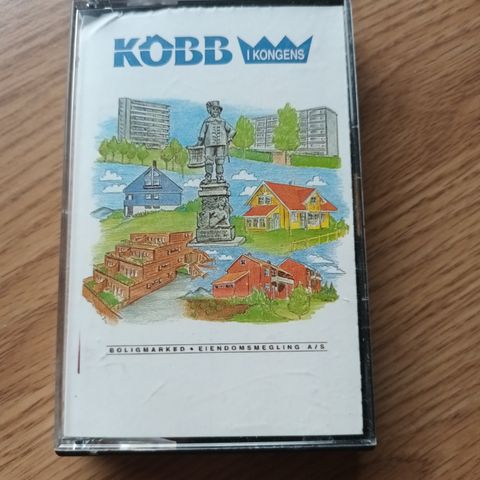 KOBB I KONGENS
BOLIGMARKED • EIENDOMSMEGLING A/S